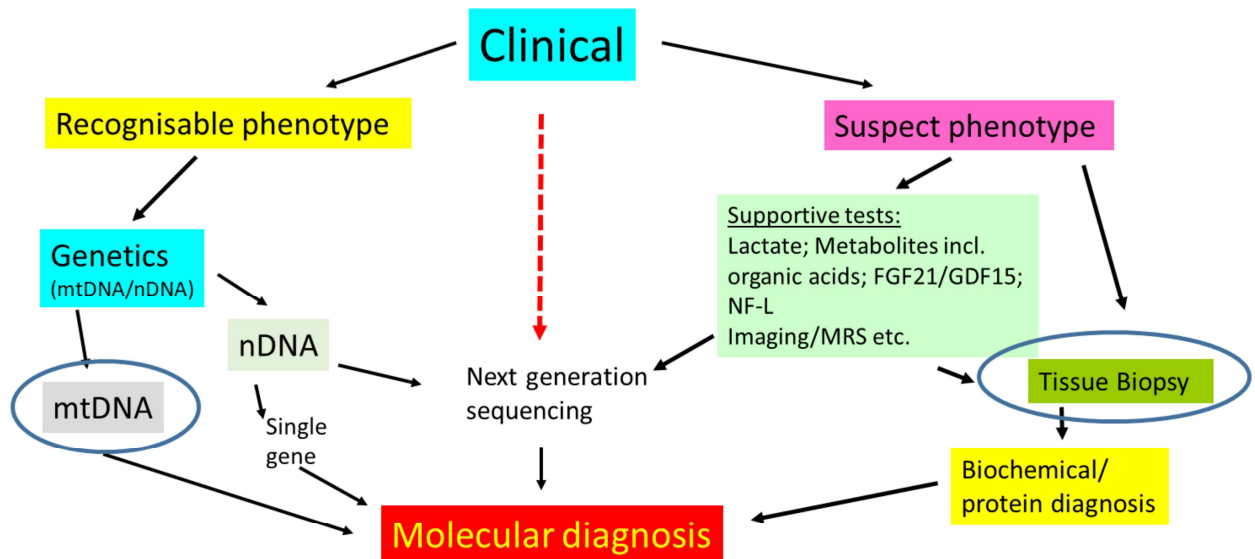 Clinical
Recognisable phenotype
Suspect phenotype
Genetics
(mtDNA/nDNA)
Supportive tests:
Lactate; Metabolites incl.
organic acids; FGF21/GDF15;
NF-L
Imaging/MRS etc.
nDNA
mtDNA
Single
gene
Next generation
sequencing
Tissue Biopsy
Biochemical/
protein diagnosis
Molecular diagnosis